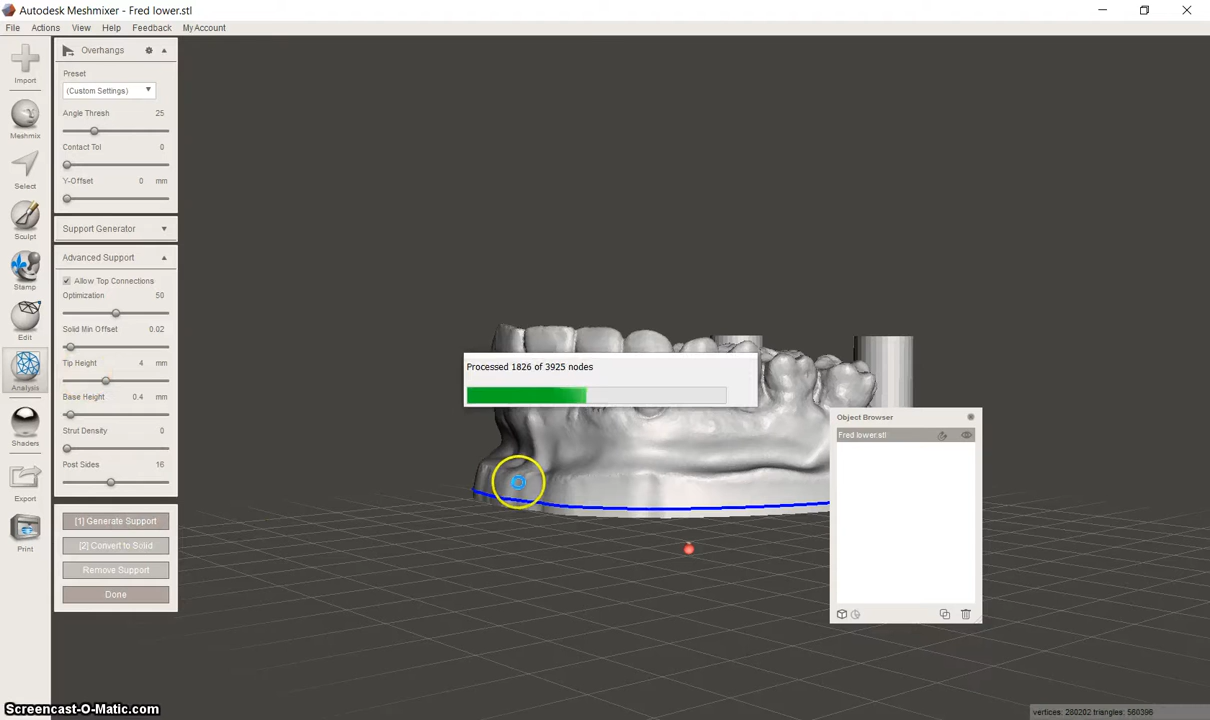 Autodesk Meshmixer - Fred lower.stl
File Actions View Help Feedback My Account
Import
Meshmix
Select
Sculpt
Stamp
Edit
Analysis
Shaders
Export
Print
Overhangs
Preset
(Custom Settings)
Angle Thresh 25
Contact Tol 0
Y-Offset 0 mm
Support Generator
Advanced Support
Allow Top Connections
Optimization 50
Solid Min Offset 0.02
Tip Height 4 mm
Base Height 0.4 mm
Strut Density 0
Post Sides 16
[1] Generate Support
[2] Convert to Solid
Remove Support
Done
Processed 1826 of 3925 nodes
Object Browser
Fred lower.stl
Screencast-O-Matic.com
vertices: 280202 triangles: 560396